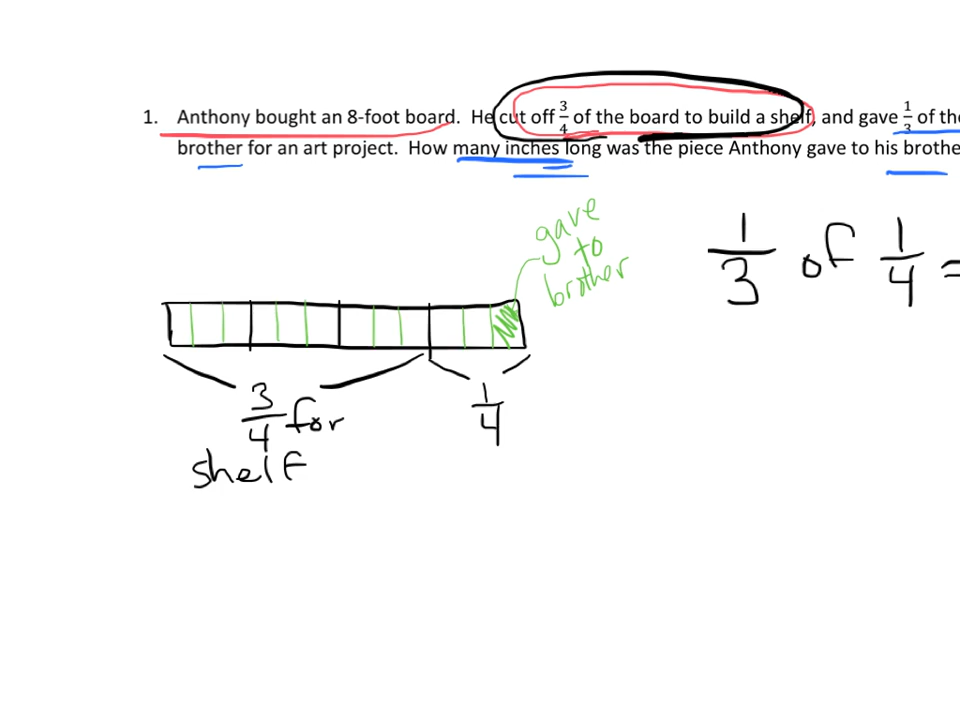 1. Anthony bought an 8-foot board. He cut off 3/4 of the board to build a shelf, and gave 1/3 of the
brother for an art project. How many inches long was the piece Anthony gave to his brothe
gave
to
brother
1/3 of 1/4 =
3/4 for
shelf
1/4